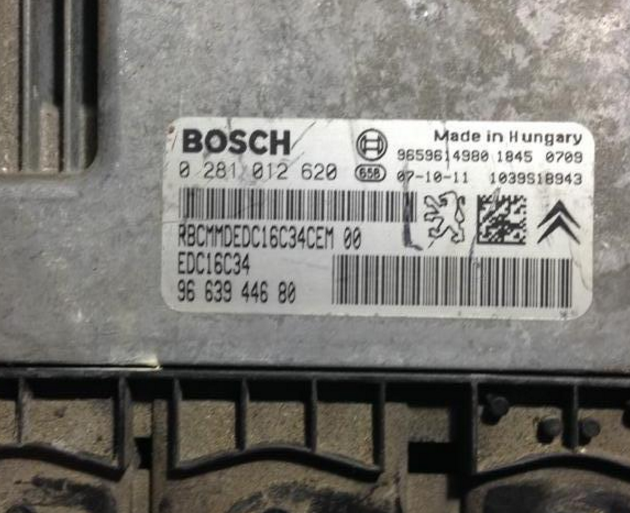 BOSCH
Made in Hungary
9659614980 1845 0709
0 281 012 620
658 07-10-11 1039S18943
RBCMMDEDC16C34CEM 00
EDC16C34
96 639 446 80